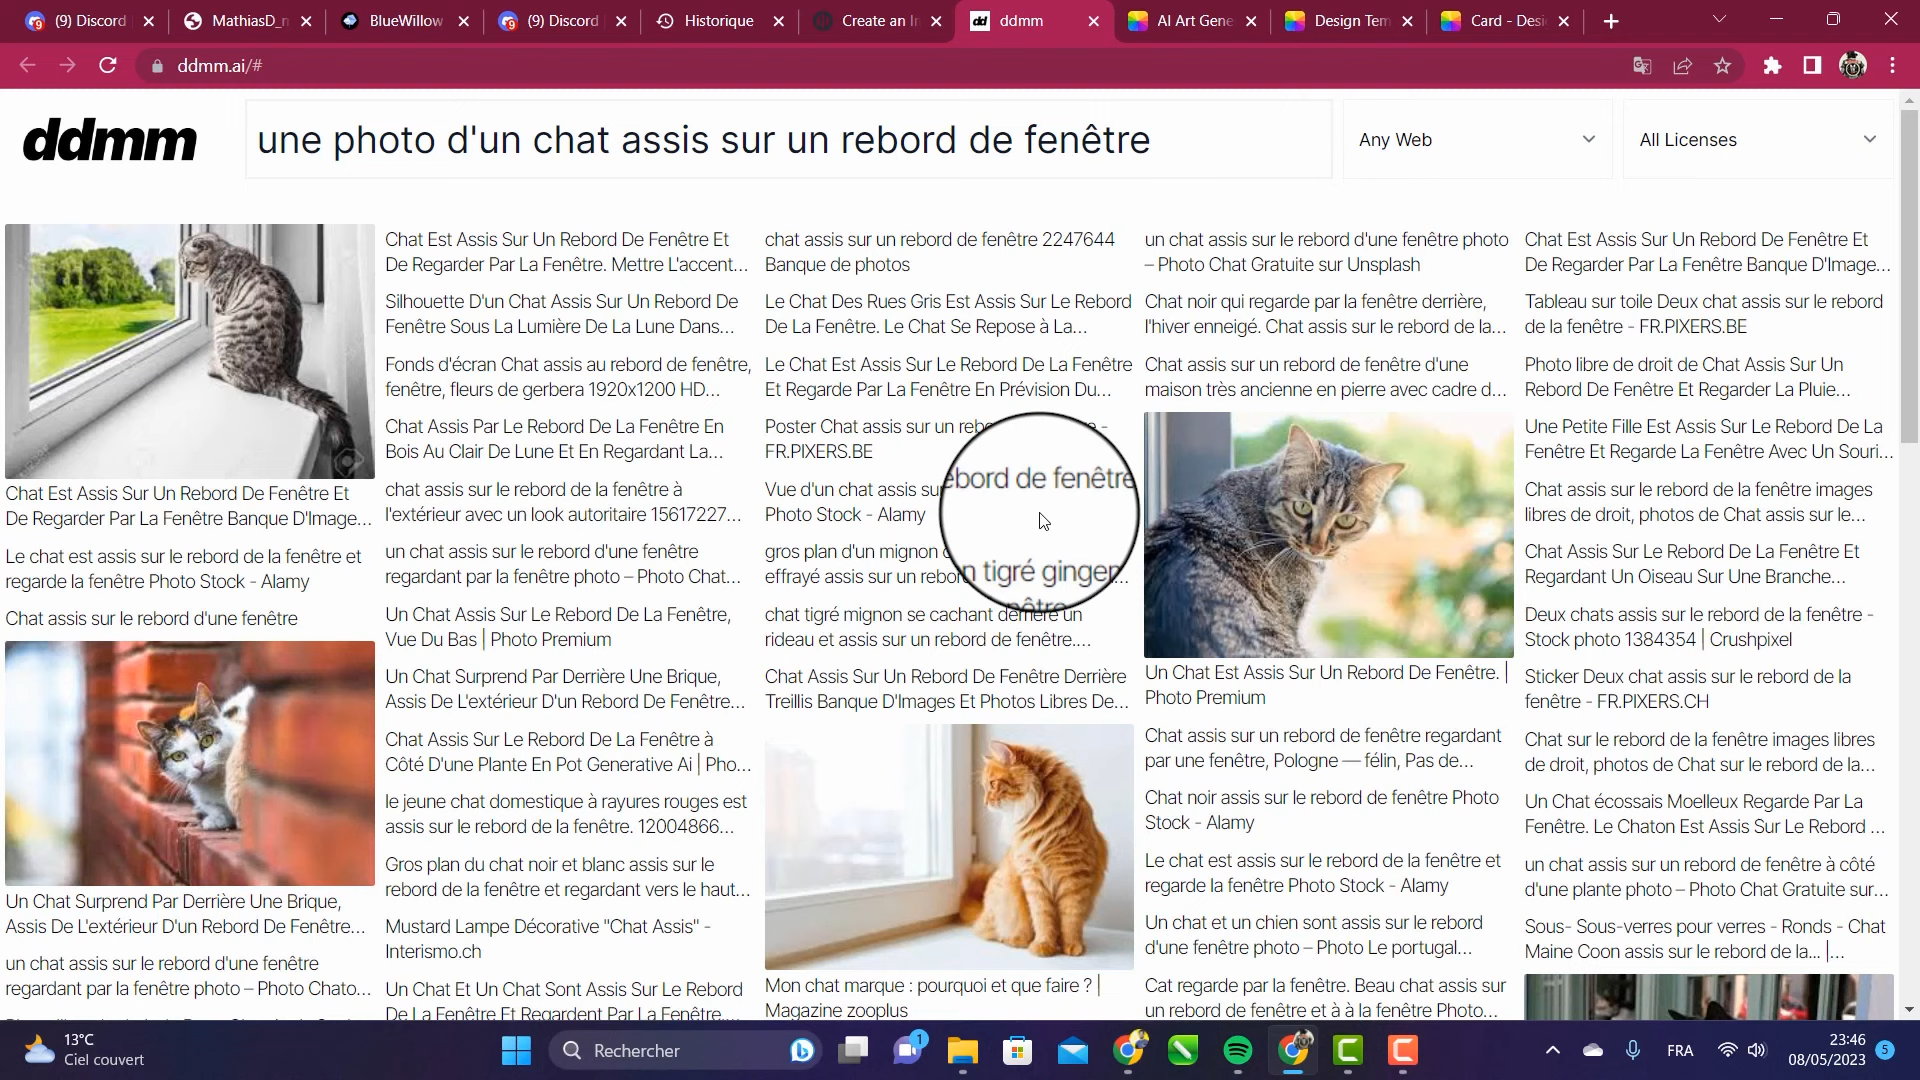 (9) Discord
MathiasD_
BlueWillow
(9) Discord
Historique
Create an I
ddmm
AI Art Gene
Design Tem
Card - Desi
ddmm.ai/#
ddmm
une photo d'un chat assis sur un rebord de fenêtre
Any Web
All Licenses
Chat Est Assis Sur Un Rebord De Fenêtre Et
De Regarder Par La Fenêtre Banque D'Image...
Le chat est assis sur le rebord de la fenêtre et
regarde la fenêtre Photo Stock - Alamy
Chat assis sur le rebord d'une fenêtre
Un Chat Surprend Par Derrière Une Brique,
Assis De L'extérieur D'un Rebord De Fenêtre...
un chat assis sur le rebord d'une fenêtre
regardant par la fenêtre photo – Photo Chato...
Chat Est Assis Sur Un Rebord De Fenêtre Et
De Regarder Par La Fenêtre. Mettre L'accent...
Silhouette D'un Chat Assis Sur Un Rebord De
Fenêtre Sous La Lumière De La Lune Dans...
Fonds d'écran Chat assis au rebord de fenêtre,
fenêtre, fleurs de gerbera 1920x1200 HD...
Chat Assis Par Le Rebord De La Fenêtre En
Bois Au Clair De Lune Et En Regardant La...
chat assis sur le rebord de la fenêtre à
l'extérieur avec un look autoritaire 15617227...
un chat assis sur le rebord d'une fenêtre
regardant par la fenêtre photo – Photo Chat...
Un Chat Assis Sur Le Rebord De La Fenêtre,
Vue Du Bas | Photo Premium
Un Chat Surprend Par Derrière Une Brique,
Assis De L'extérieur D'un Rebord De Fenêtre...
Chat Assis Sur Le Rebord De La Fenêtre à
Côté D'une Plante En Pot Generative Ai | Pho...
le jeune chat domestique à rayures rouges est
assis sur le rebord de la fenêtre. 12004866...
Gros plan du chat noir et blanc assis sur le
rebord de la fenêtre et regardant vers le haut...
Mustard Lampe Décorative "Chat Assis" -
Interismo.ch
Un Chat Et Un Chat Sont Assis Sur Le Rebord
De La Fenêtre Et Regardent Par La Fenêtre....
chat assis sur un rebord de fenêtre 2247644
Banque de photos
Le Chat Des Rues Gris Est Assis Sur Le Rebord
De La Fenêtre. Le Chat Se Repose à La...
Le Chat Est Assis Sur Le Rebord De La Fenêtre
Et Regarde Par La Fenêtre En Prévision Du...
Poster Chat assis sur un rebo -
FR.PIXERS.BE
Vue d'un chat assis su
Photo Stock - Alamy
gros plan d'un mignon
effrayé assis sur un rebor ...
ebord de fenêtre
n tigré ginger
chat tigré mignon se cachant derrière un
rideau et assis sur un rebord de fenêtre....
Chat Assis Sur Un Rebord De Fenêtre Derrière
Treillis Banque D'Images Et Photos Libres De...
Mon chat marque : pourquoi et que faire ? |
Magazine zooplus
un chat assis sur le rebord d'une fenêtre photo
– Photo Chat Gratuite sur Unsplash
Chat noir qui regarde par la fenêtre derrière,
l'hiver enneigé. Chat assis sur le rebord de la...
Chat assis sur un rebord de fenêtre d'une
maison très ancienne en pierre avec cadre d...
Un Chat Est Assis Sur Un Rebord De Fenêtre. |
Photo Premium
Chat assis sur un rebord de fenêtre regardant
par une fenêtre, Pologne — félin, Pas de...
Chat noir assis sur le rebord de fenêtre Photo
Stock - Alamy
Le chat est assis sur le rebord de la fenêtre et
regarde la fenêtre Photo Stock - Alamy
Un chat et un chien sont assis sur le rebord
d'une fenêtre photo – Photo Le portugal...
Cat regarde par la fenêtre. Beau chat assis sur
un rebord de fenêtre et à à la fenêtre Photo...
Chat Est Assis Sur Un Rebord De Fenêtre Et
De Regarder Par La Fenêtre Banque D'Image...
Tableau sur toile Deux chat assis sur le rebord
de la fenêtre - FR.PIXERS.BE
Photo libre de droit de Chat Assis Sur Un
Rebord De Fenêtre Et Regarder La Pluie...
Une Petite Fille Est Assis Sur Le Rebord De La
Fenêtre Et Regarde La Fenêtre Avec Un Souri...
Chat assis sur le rebord de la fenêtre images
libres de droit, photos de Chat assis sur le...
Chat Assis Sur Le Rebord De La Fenêtre Et
Regardant Un Oiseau Sur Une Branche...
Deux chats assis sur le rebord de la fenêtre -
Stock photo 1384354 | Crushpixel
Sticker Deux chat assis sur le rebord de la
fenêtre - FR.PIXERS.CH
Chat sur le rebord de la fenêtre images libres
de droit, photos de Chat sur le rebord de la...
Un Chat écossais Moelleux Regarde Par La
Fenêtre. Le Chaton Est Assis Sur Le Rebord ...
un chat assis sur un rebord de fenêtre à côté
d'une plante photo – Photo Chat Gratuite sur...
Sous- Sous-verres pour verres - Ronds - Chat
Maine Coon assis sur le rebord de la... |...
13°C
Ciel couvert
Rechercher
1
FRA
23:46
08/05/2023
5